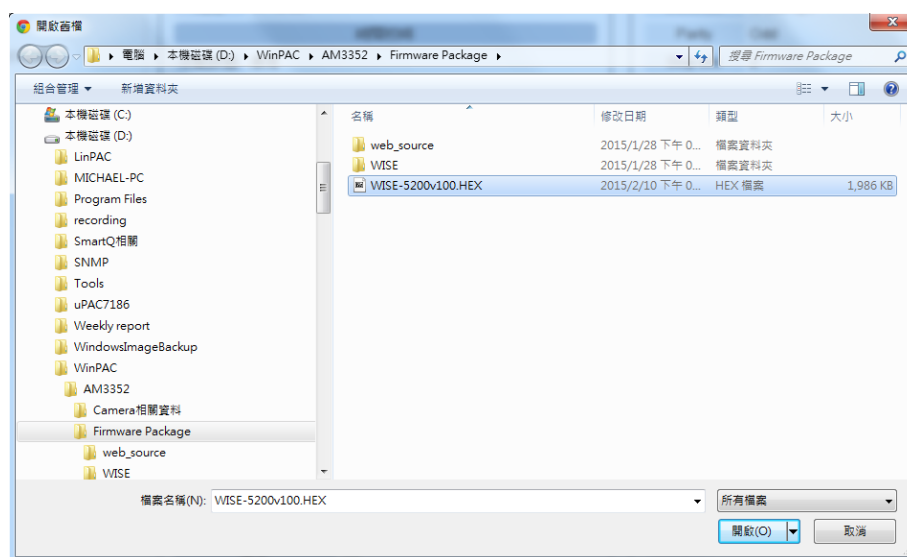 開啟舊檔
電腦 本機磁碟 (D:) WinPAC AM3352 Firmware Package
搜尋 Firmware Package
組合管理 新增資料夾
本機磁碟 (C:)
本機磁碟 (D:)
LinPAC
MICHAEL-PC
Program Files
recording
SmartQ相關
SNMP
Tools
uPAC7186
Weekly report
WindowsImageBackup
WinPAC
AM3352
Camera相關資料
Firmware Package
web_source
WISE
名稱 修改日期 類型 大小
web_source 2015/1/28 下午 0... 檔案資料夾
WISE 2015/1/28 下午 0... 檔案資料夾
WISE-5200v100.HEX 2015/2/10 下午 0... HEX 檔案 1,986 KB
檔案名稱(N): WISE-5200v100.HEX 所有檔案
開啟(O) 取消